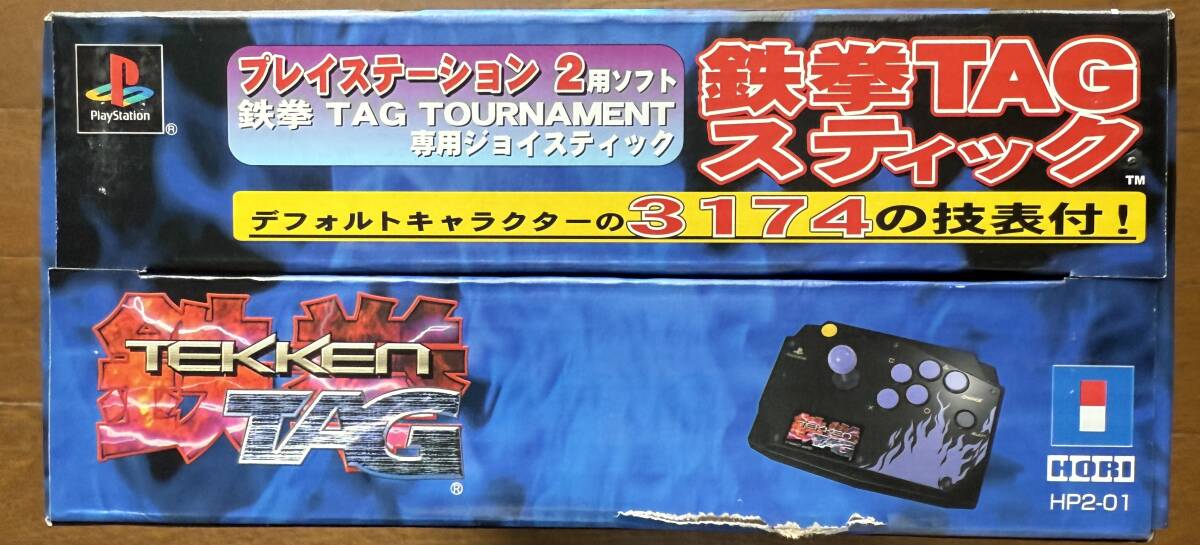 PlayStation
®
プレイステーション 2用ソフト
鉄拳 TAG TOURNAMENT
専用ジョイスティック
鉄拳TAG
スティック
TM
デフォルトキャラクターの3174の技表付！
鉄拳
TEKKEN
TAG
®
TEKKEN
TAG
HORI
HP2-01